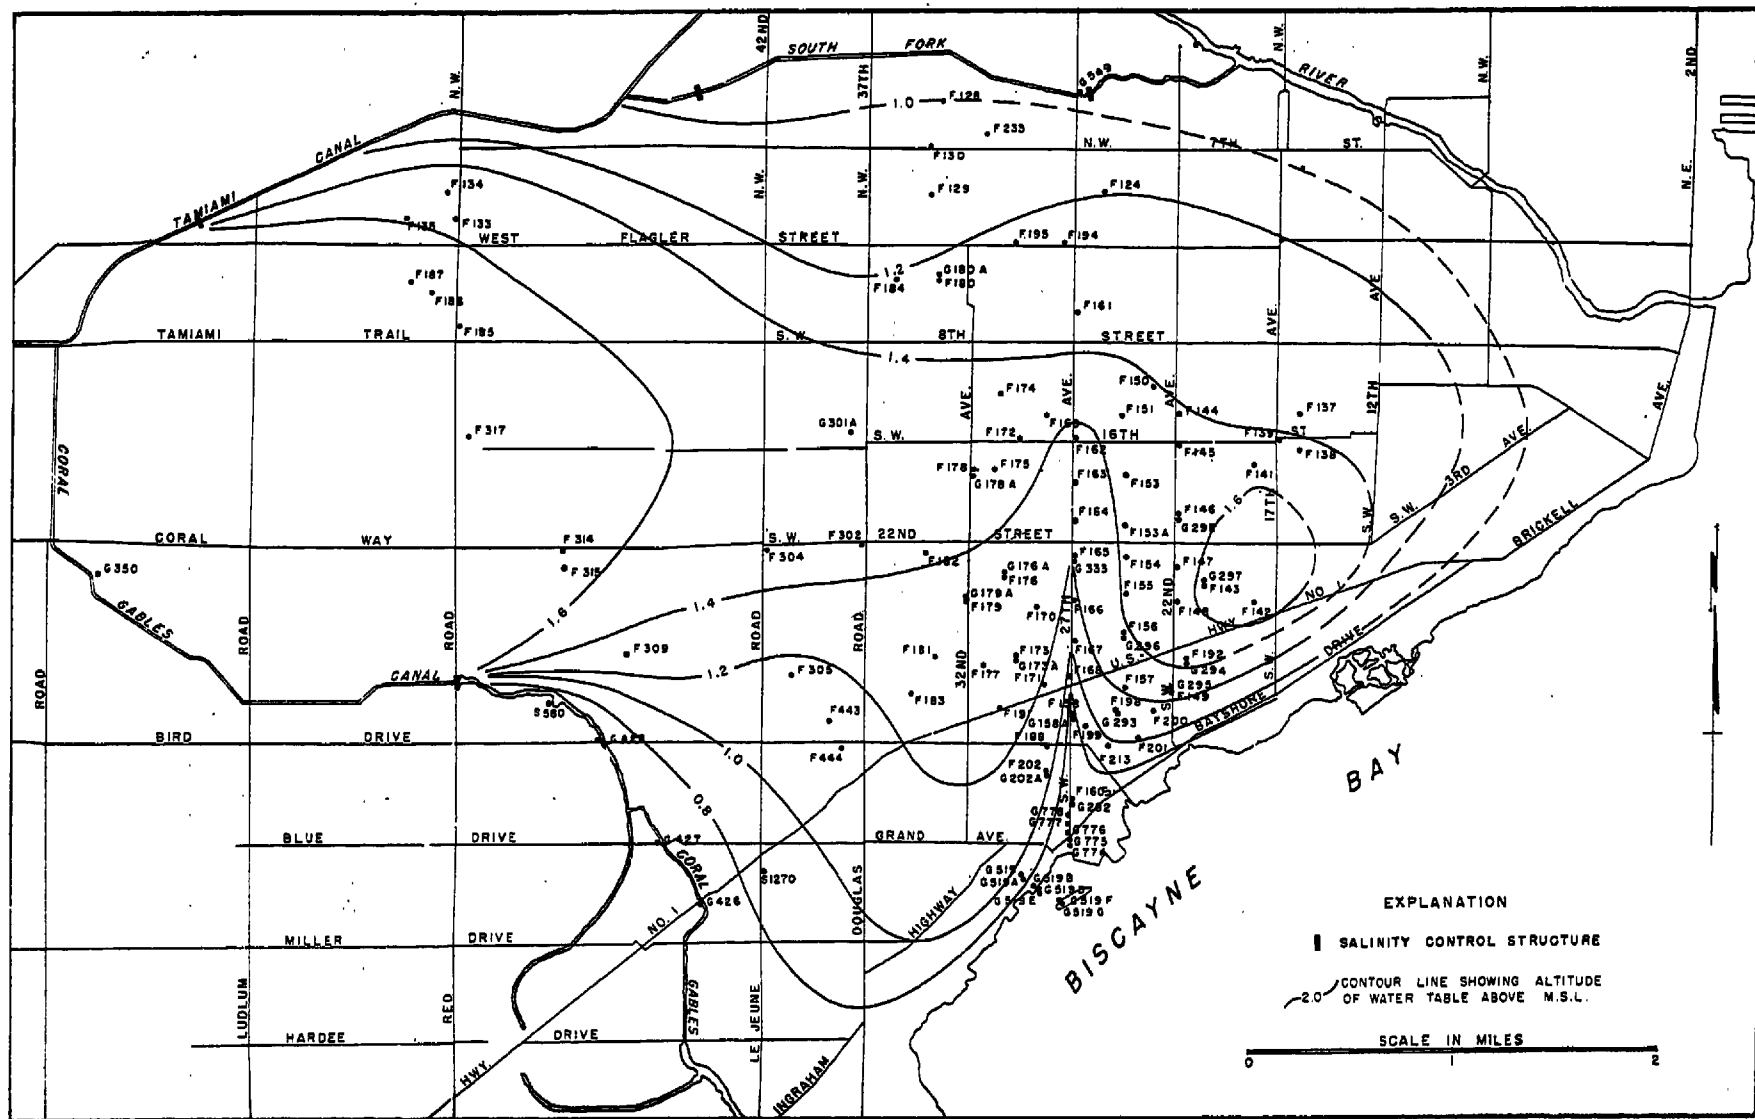 42ND
SOUTH FORK
N.W.
37TH
G549
N.W.
RIVER
N.W.
2ND
1.0
F128
F233
CANAL
N.W. 7TH ST.
F130
F134
N.W.
N.W.
F129
F124
N.E.
TAMIAMI
F135
F133
WEST FLAGLER STREET
F195
F194
1.2
F187
F186
F184
G180A
F180
AVE
F161
AVE.
F185
TAMIAMI TRAIL S.W. 8TH STREET
1.4
F174
AVE.
AVE.
F150
AVE.
12TH
AVE.
F151
F144
F137
G301A
F317
S.W. 16TH ST
F172
F162
F139
F145
F138
AVE.
CORAL
F178
F175
G178A
F163
F153
F141
3RD
S.W.
1.6
17TH
F164
F146
G298
F153A
S.W.
BRICKELL
CORAL WAY S.W. 22ND STREET
F314
F304
F302
F182
F165
G333
F154
F147
G350
F315
G176A
F176
F155
G297
F143
GABLES
ROAD
ROAD
1.6
1.4
ROAD
ROAD
G179A
F179
F170
27TH
F166
22ND
F148
F142
HWY NO. 1
F156
G296
F309
F181
32ND
F173
G173A
F177
F171
F167
F168
U.S.
F192
G294
S.W.
DRIVE
ROAD
CANAL
1.2
F305
F183
F157
S.W.
G295
F149
S580
F443
F191
G158A
F198
G293
F200
BAYSHORE
BIRD DRIVE
F444
F188
F199
F201
F213
BAY
1.0
F202
G202A
S.W.
F160
G292
0.8
G778
G777
G776
G775
G774
BLUE DRIVE
G427
GRAND AVE.
CORAL
S1270
G519
G519A
G519B
G519E
G519F
G519G
G426
NO. 1
DOUGLAS
HIGHWAY
BISCAYNE
MILLER DRIVE
LUDLUM
RED
GABLES
LE JEUNE
HARDEE DRIVE
HWY.
INGRAHAM
EXPLANATION
SALINITY CONTROL STRUCTURE
2.0 CONTOUR LINE SHOWING ALTITUDE
OF WATER TABLE ABOVE M.S.L.
SCALE IN MILES
0 1 2